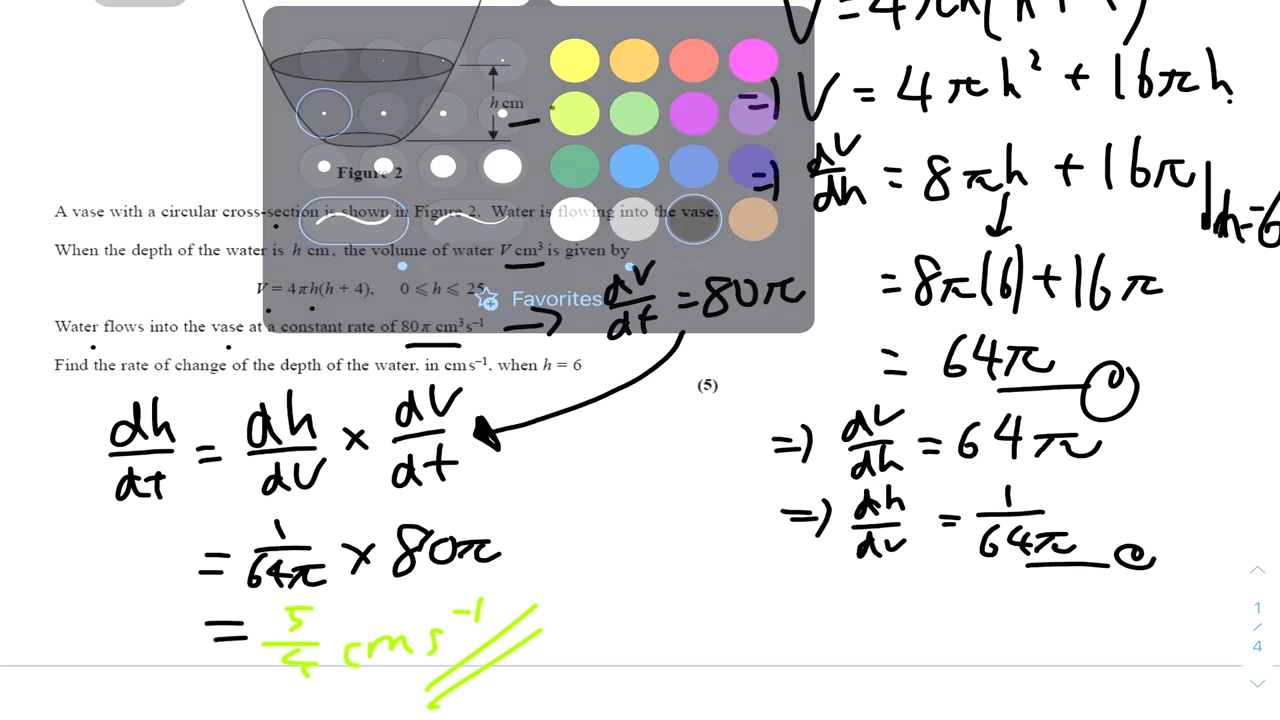 V = 4πh(h+4)
h cm
⇒ V = 4πh² + 16πh
Figure 2
⇒ dV/dh = 8πh + 16π |h=6
A vase with a circular cross-section is shown in Figure 2. Water is flowing into the vase.
When the depth of the water is h cm, the volume of water V cm³ is given by
V = 4πh(h + 4), 0 ⩽ h ⩽ 25
Favorites
= 8π(6) + 16π
Water flows into the vase at a constant rate of 80π cm³s⁻¹ → dV/dt = 80π
Find the rate of change of the depth of the water, in cm s⁻¹, when h = 6
= 64π
(5)
dh/dt = dh/dV × dV/dt
⇒ dV/dh = 64π
= 1/64π × 80π
⇒ dh/dV = 1/64π
= 5/4 cm s⁻¹
1
/
4